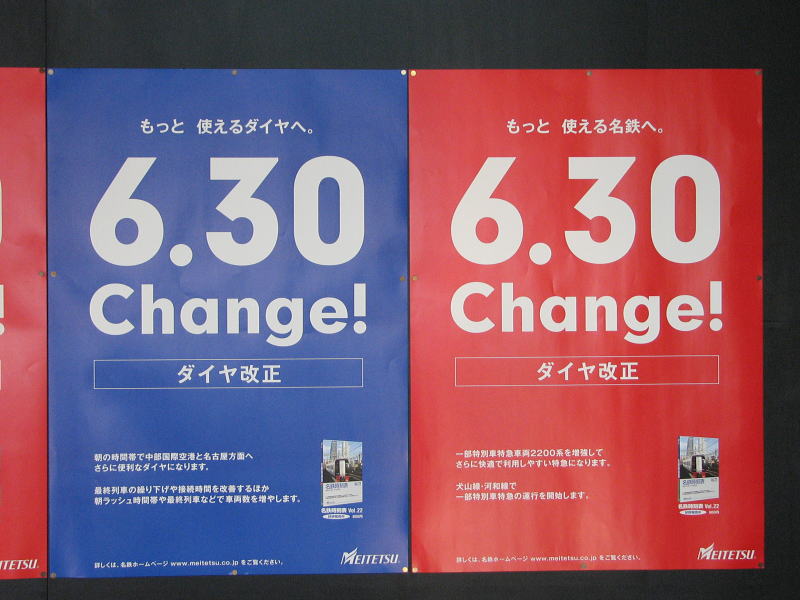 もっと 使えるダイヤへ。
6.30
Change!
ダイヤ改正
朝の時間帯で中部国際空港と名古屋方面へ
さらに便利なダイヤになります。
最終列車の繰り下げや接続時間を改善するほか
朝ラッシュ時間帯や最終列車などで車両数を増やします。
名鉄時刻表
名鉄時刻表 Vol.22
詳しくは、名鉄ホームページ www.meitetsu.co.jp をご覧ください。
MEITETSU
もっと 使える名鉄へ。
6.30
Change!
ダイヤ改正
一部特別車特急車両2200系を増強して
さらに快適で利用しやすい特急になります。
犬山線・河和線で
一部特別車特急の運行を開始します。
名鉄時刻表
名鉄時刻表 Vol.22
詳しくは、名鉄ホームページ www.meitetsu.co.jp をご覧ください。
MEITETSU
MEITETSU